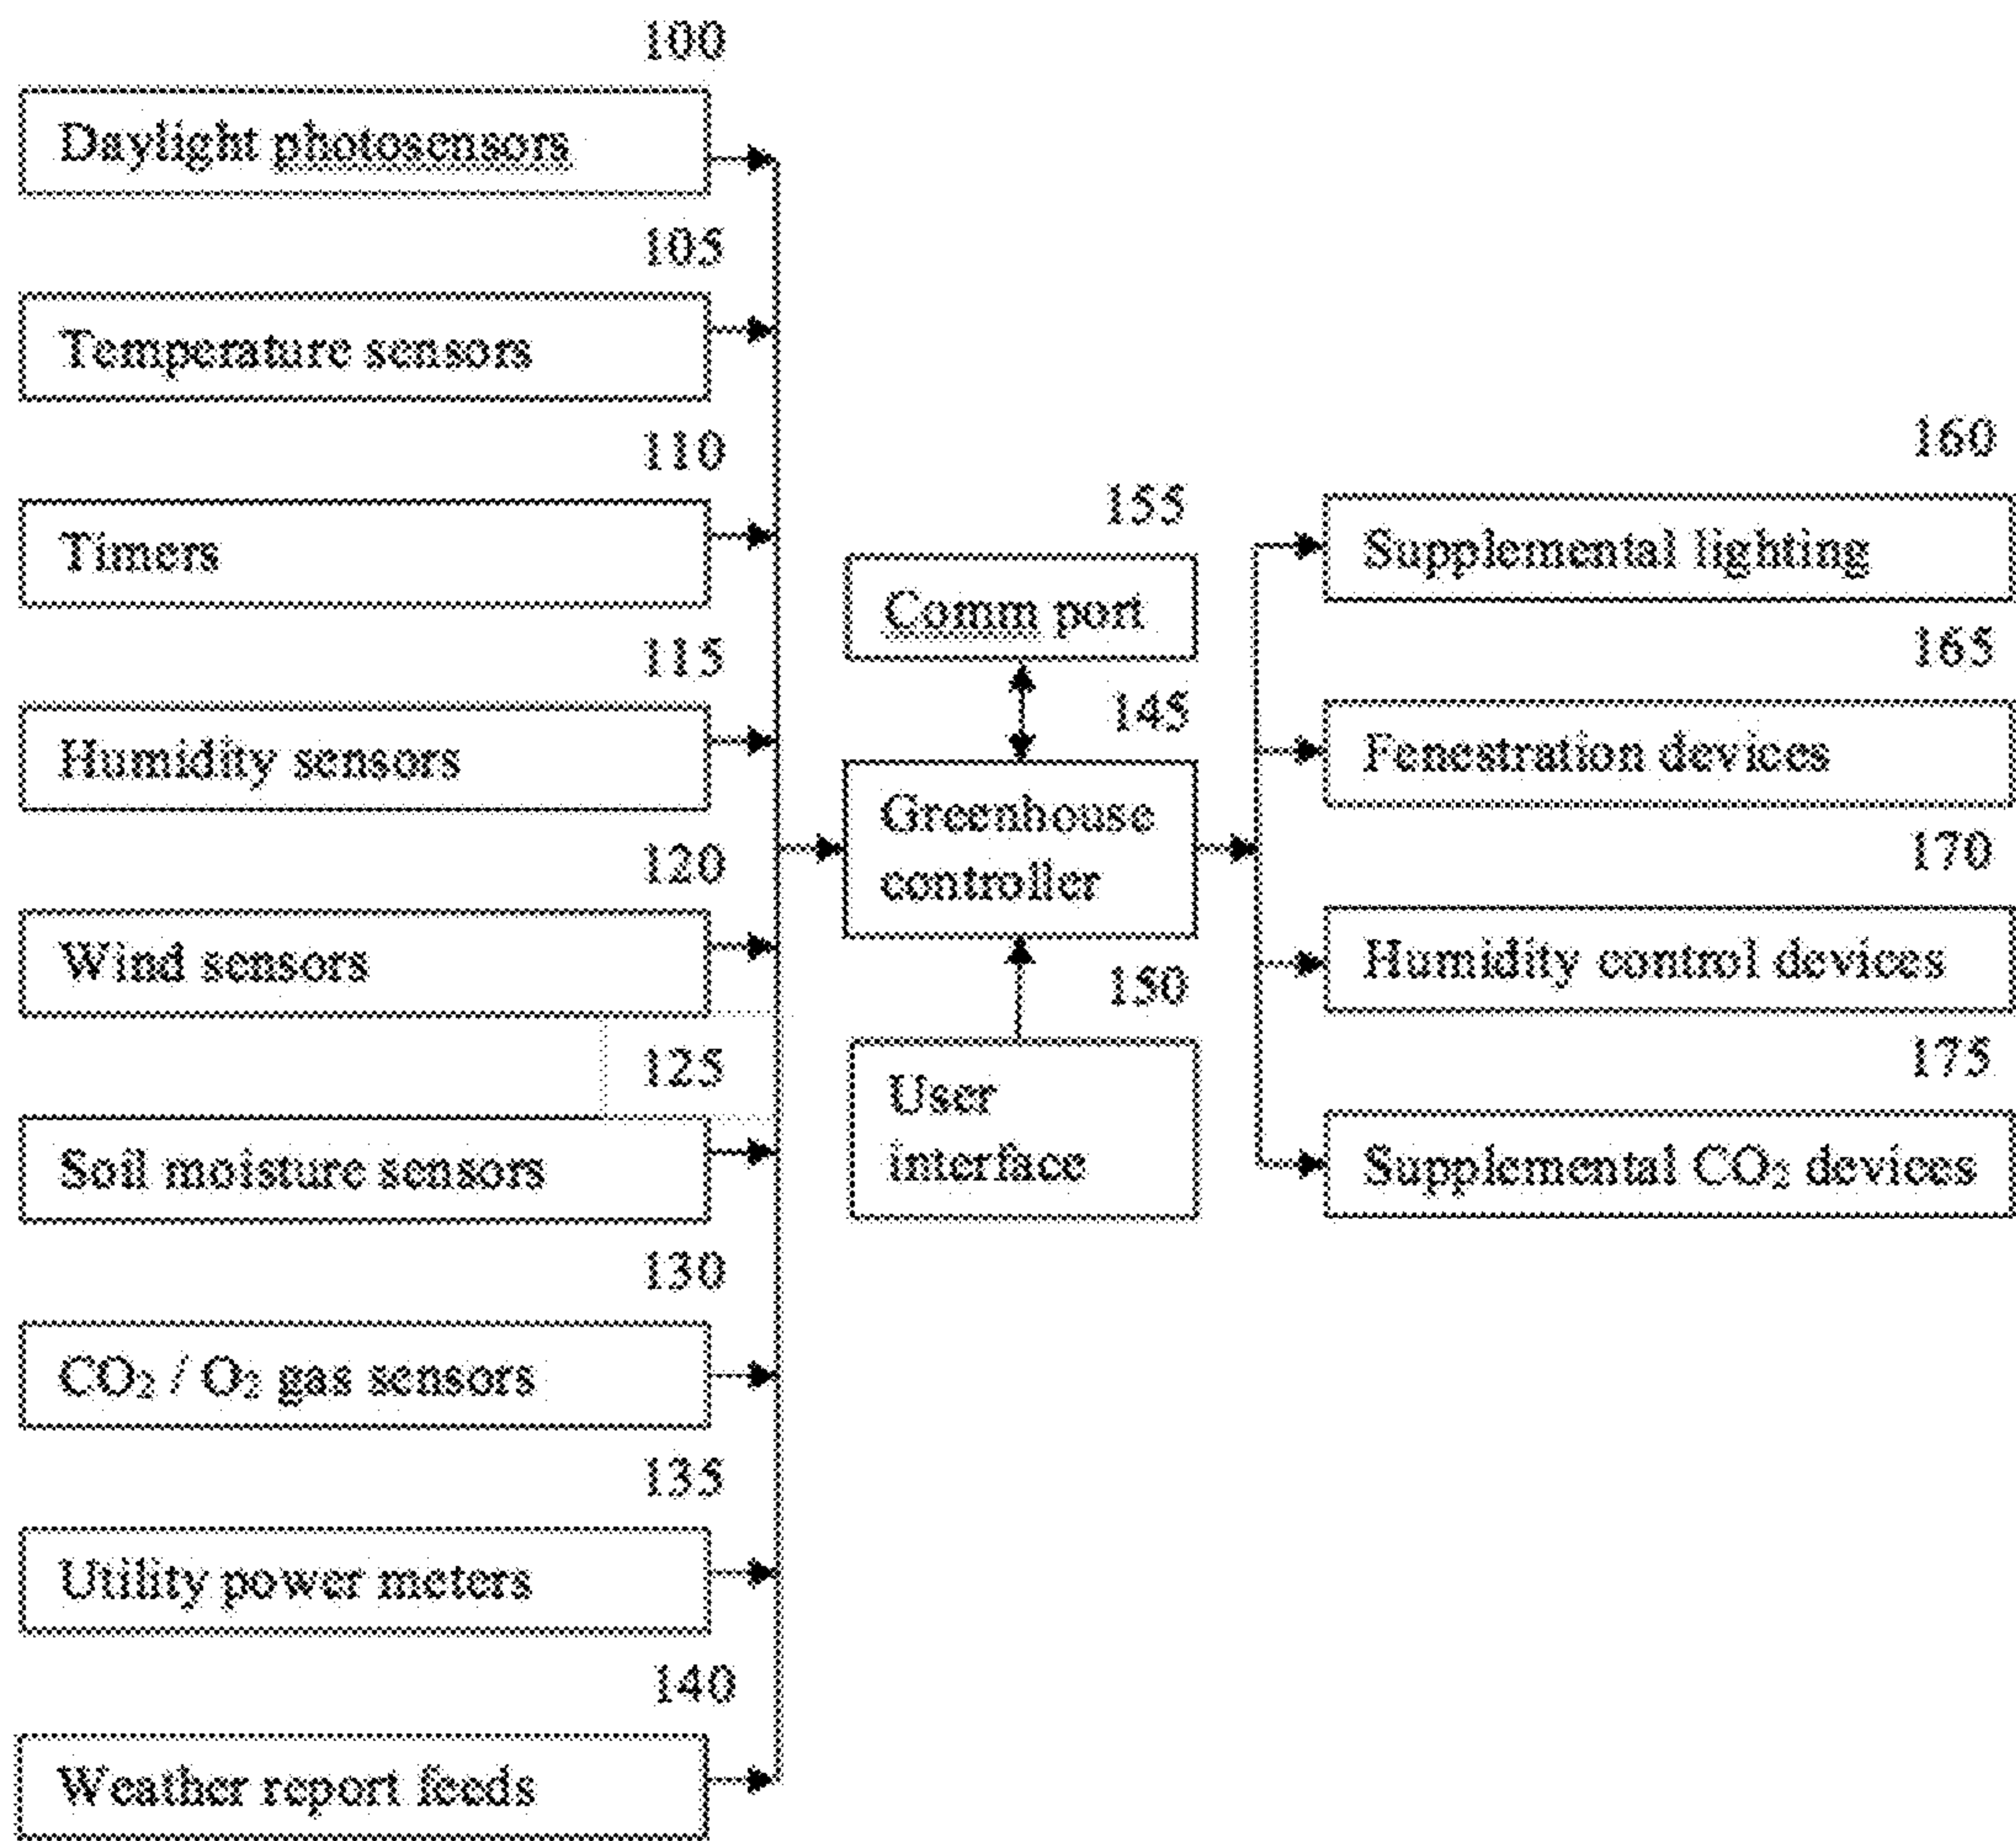 100
Daylight photosensors
105
Temperature sensors
110
Timers
115
Humidity sensors
120
Wind sensors
125
Soil moisture sensors
130
CO₂ / O₂ gas sensors
135
Utility power meters
140
Weather report feeds
155
Comm port
145
Greenhouse
controller
150
User
interface
160
Supplemental lighting
165
Fenestration devices
170
Humidity control devices
175
Supplemental CO₂ devices